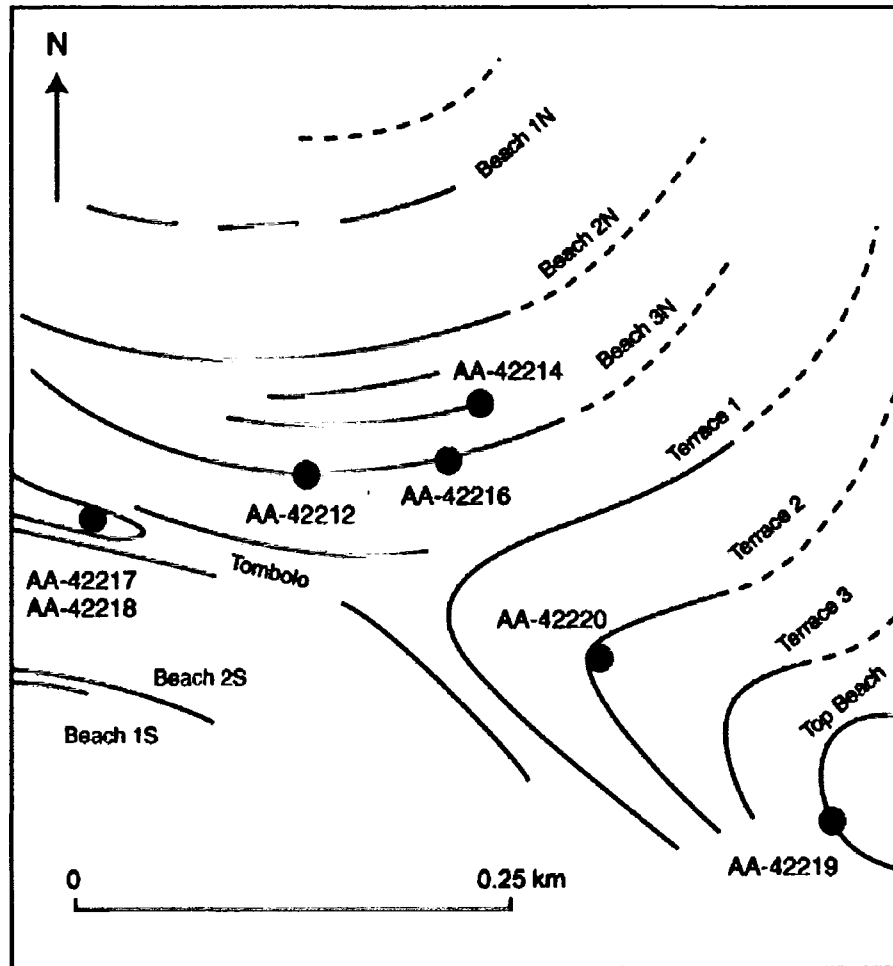 N
Beach 1N
Beach 2N
Beach 3N
AA-42214
Terrace 1
AA-42212
AA-42216
Terrace 2
Tombolo
AA-42217
AA-42218
AA-42220
Terrace 3
Beach 2S
Top Beach
Beach 1S
AA-42219
0
0.25 km